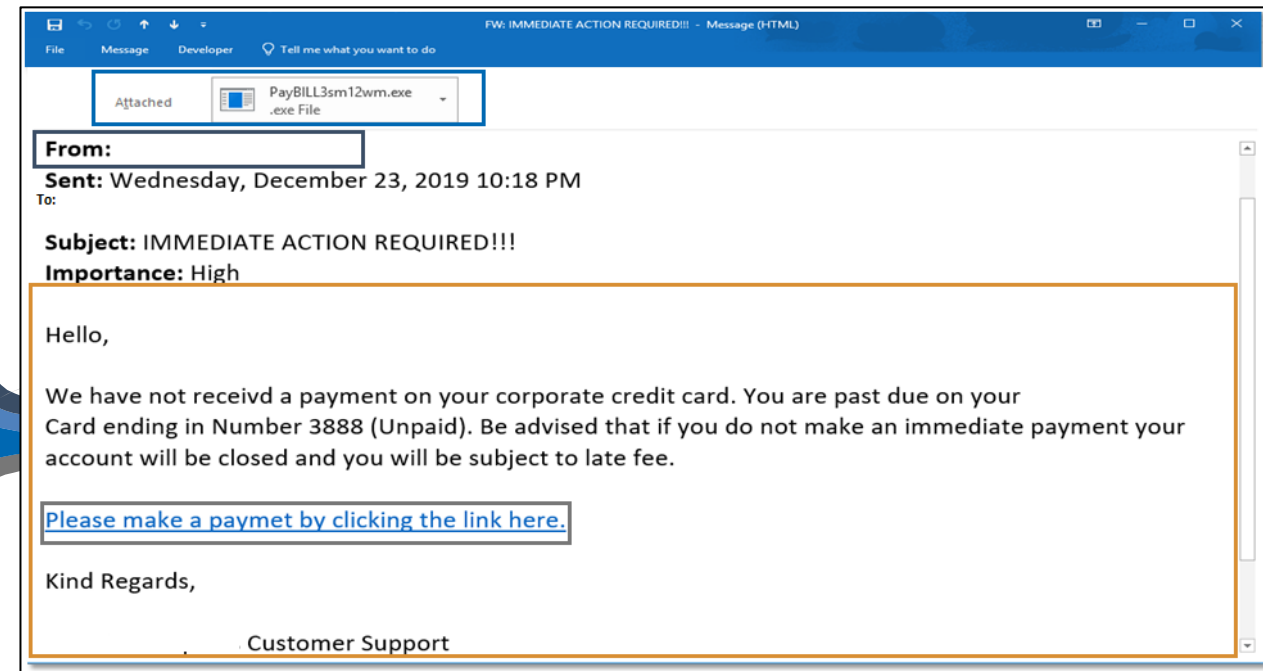 FW: IMMEDIATE ACTION REQUIRED!!! - Message (HTML)
File Message Developer Tell me what you want to do
Attached
PayBILL3sm12wm.exe
.exe File
From:
Sent: Wednesday, December 23, 2019 10:18 PM
To:
Subject: IMMEDIATE ACTION REQUIRED!!!
Importance: High
Hello,
We have not receivd a payment on your corporate credit card. You are past due on your
Card ending in Number 3888 (Unpaid). Be advised that if you do not make an immediate payment your
account will be closed and you will be subject to late fee.
Please make a paymet by clicking the link here.
Kind Regards,
Customer Support